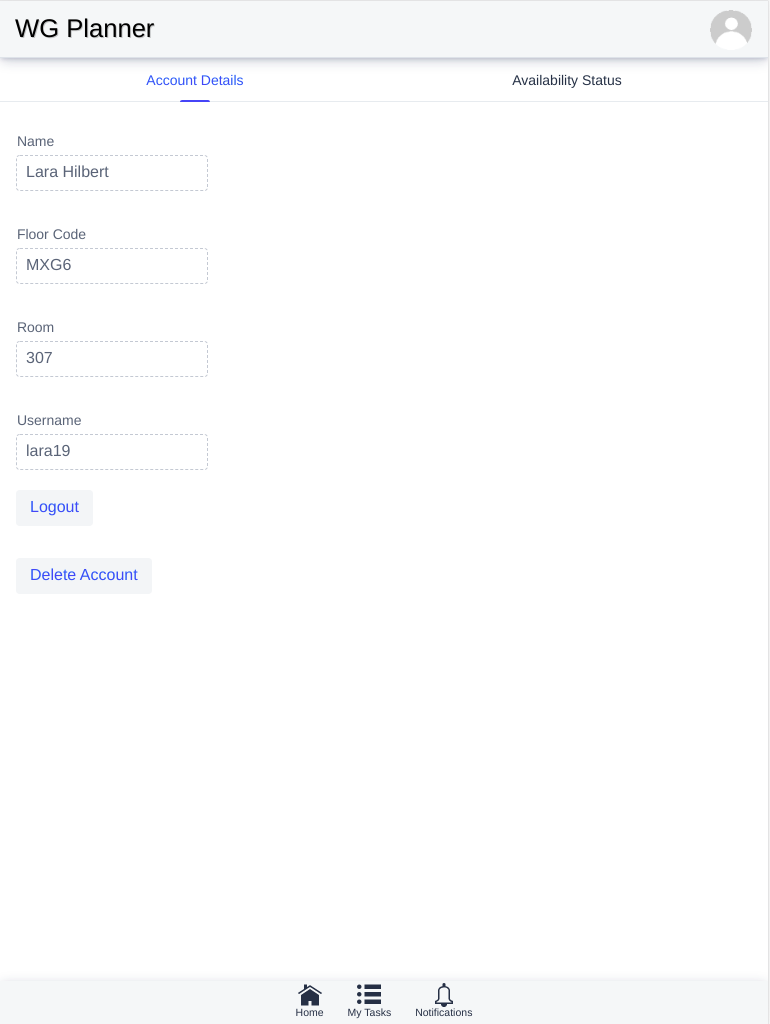 WG Planner
Account Details
Availability Status
Name
Lara Hilbert
Floor Code
MXG6
Room
307
Username
lara19
Logout
Delete Account
Home
My Tasks
Notifications